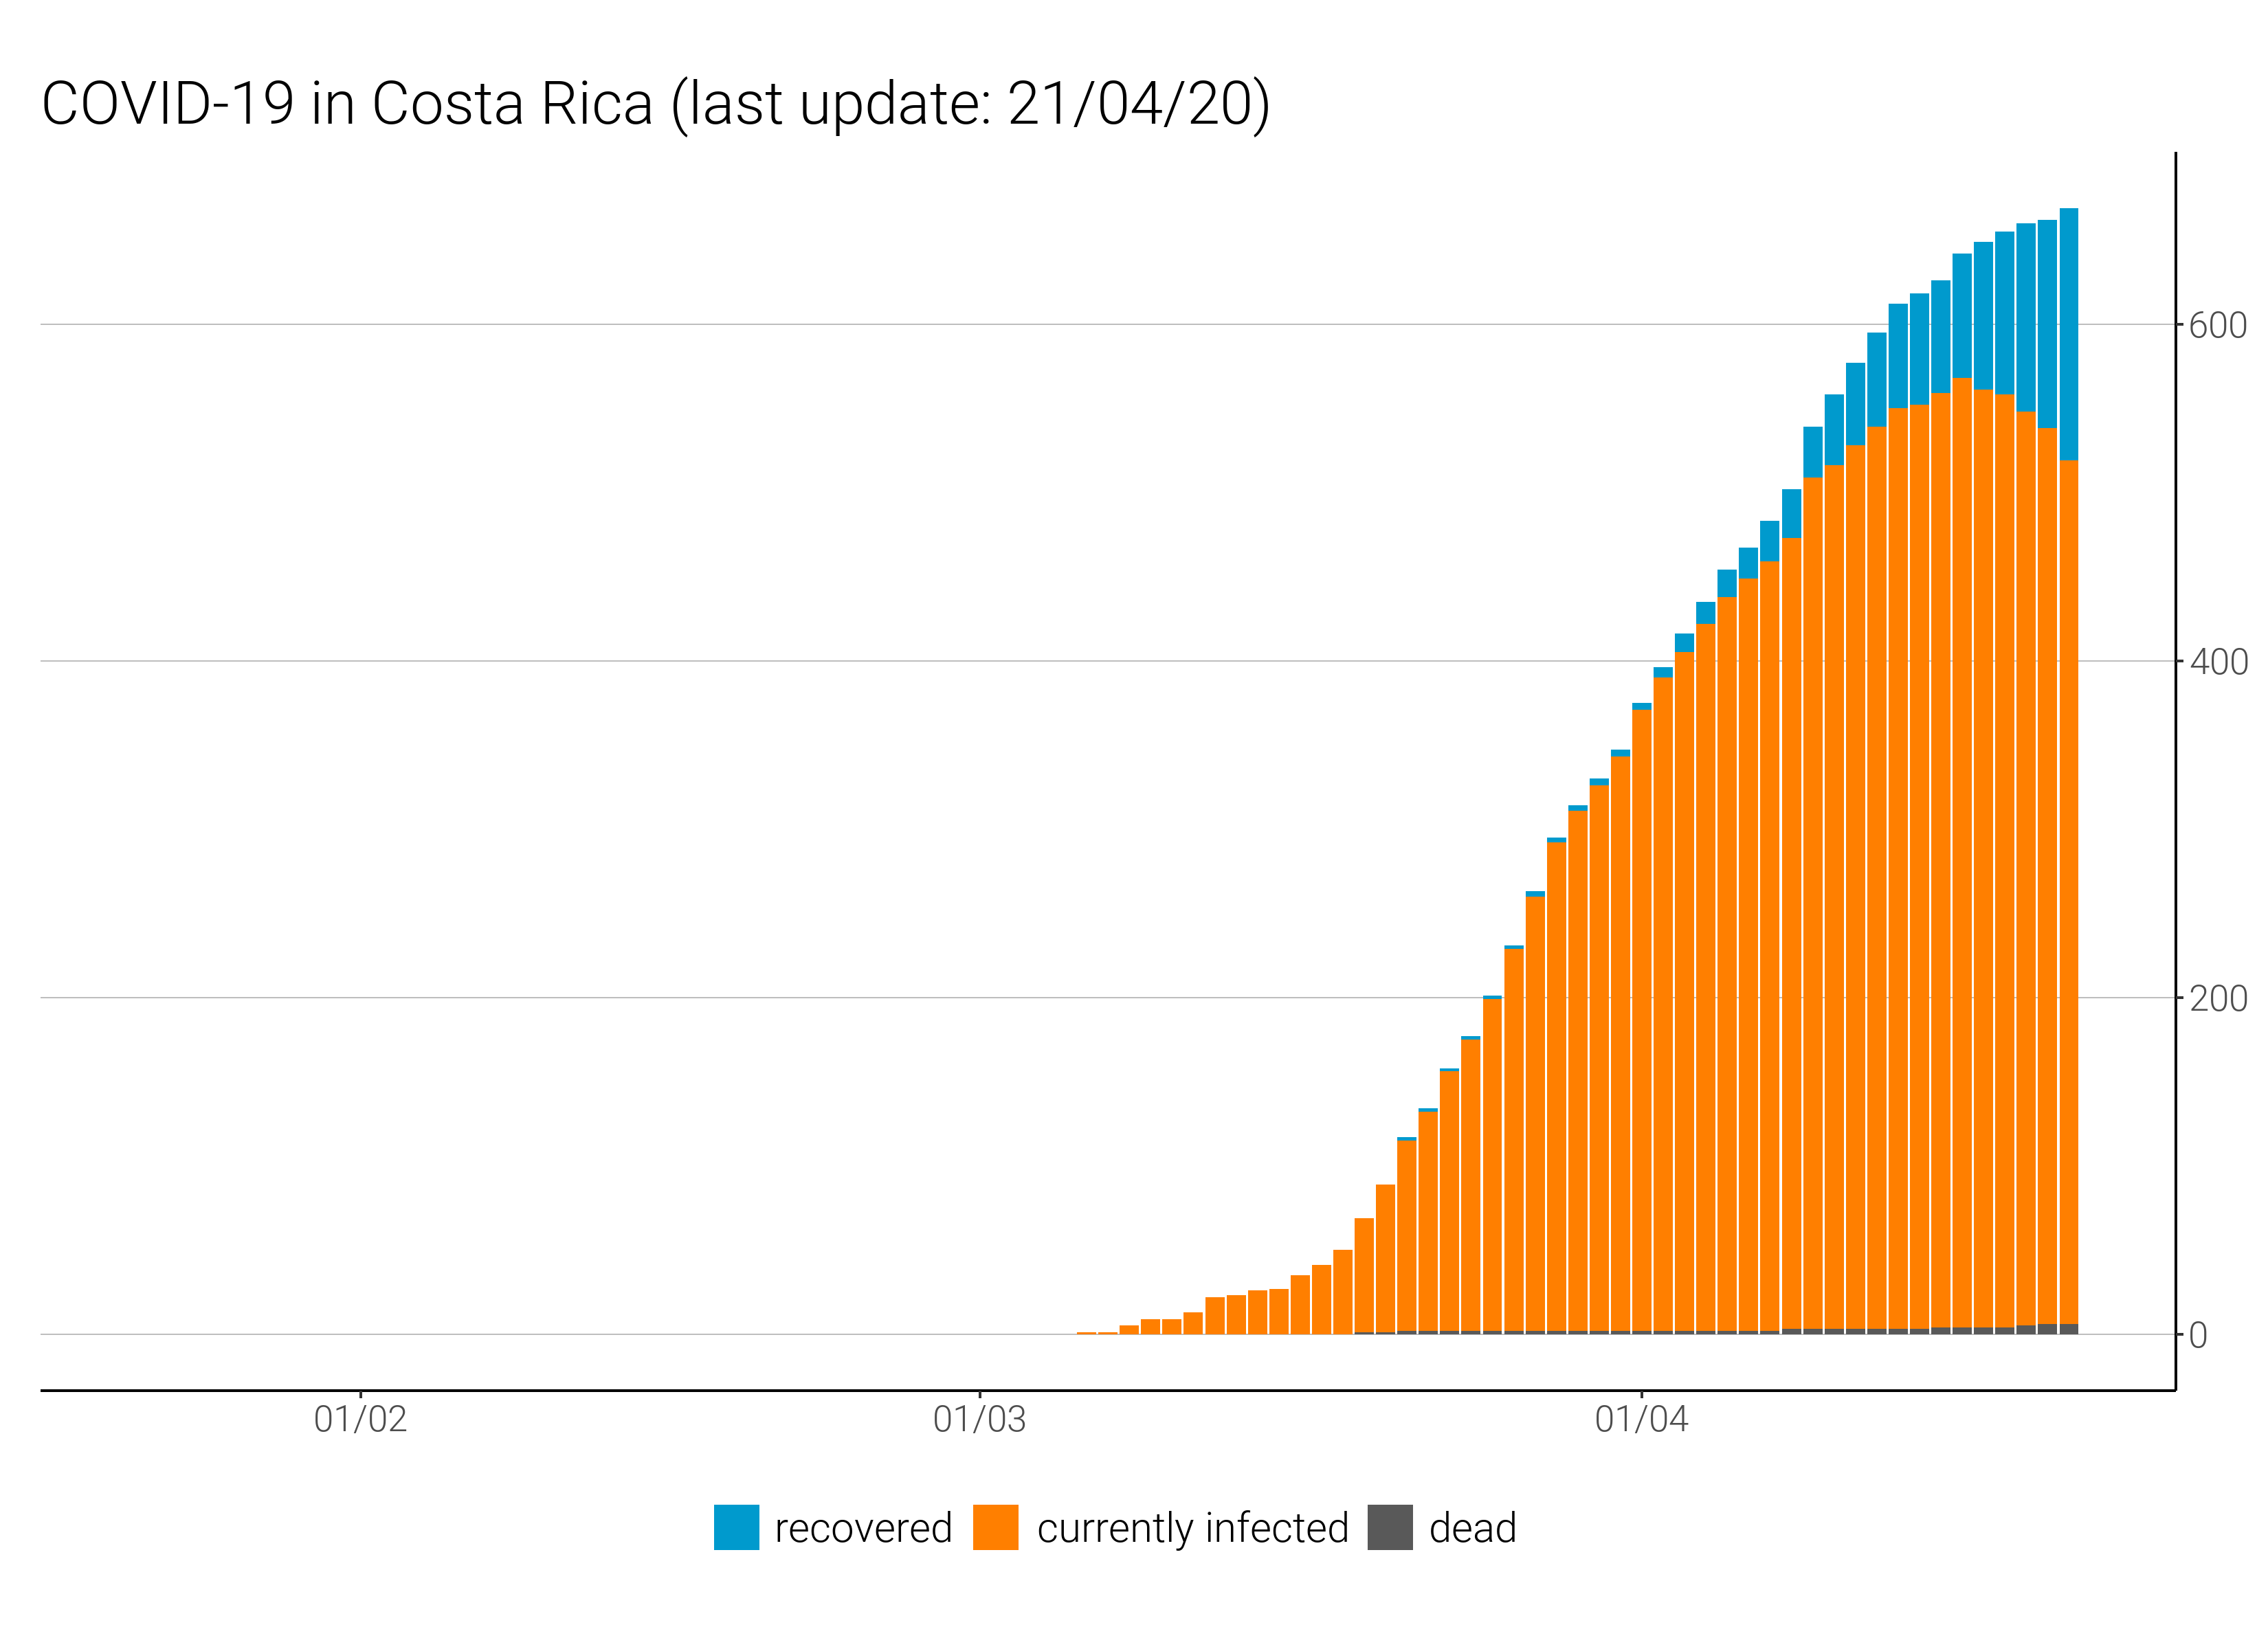 COVID-19 in Costa Rica (last update: 21/04/20)
600
400
200
0
01/02 01/03 01/04
recovered currently infected dead